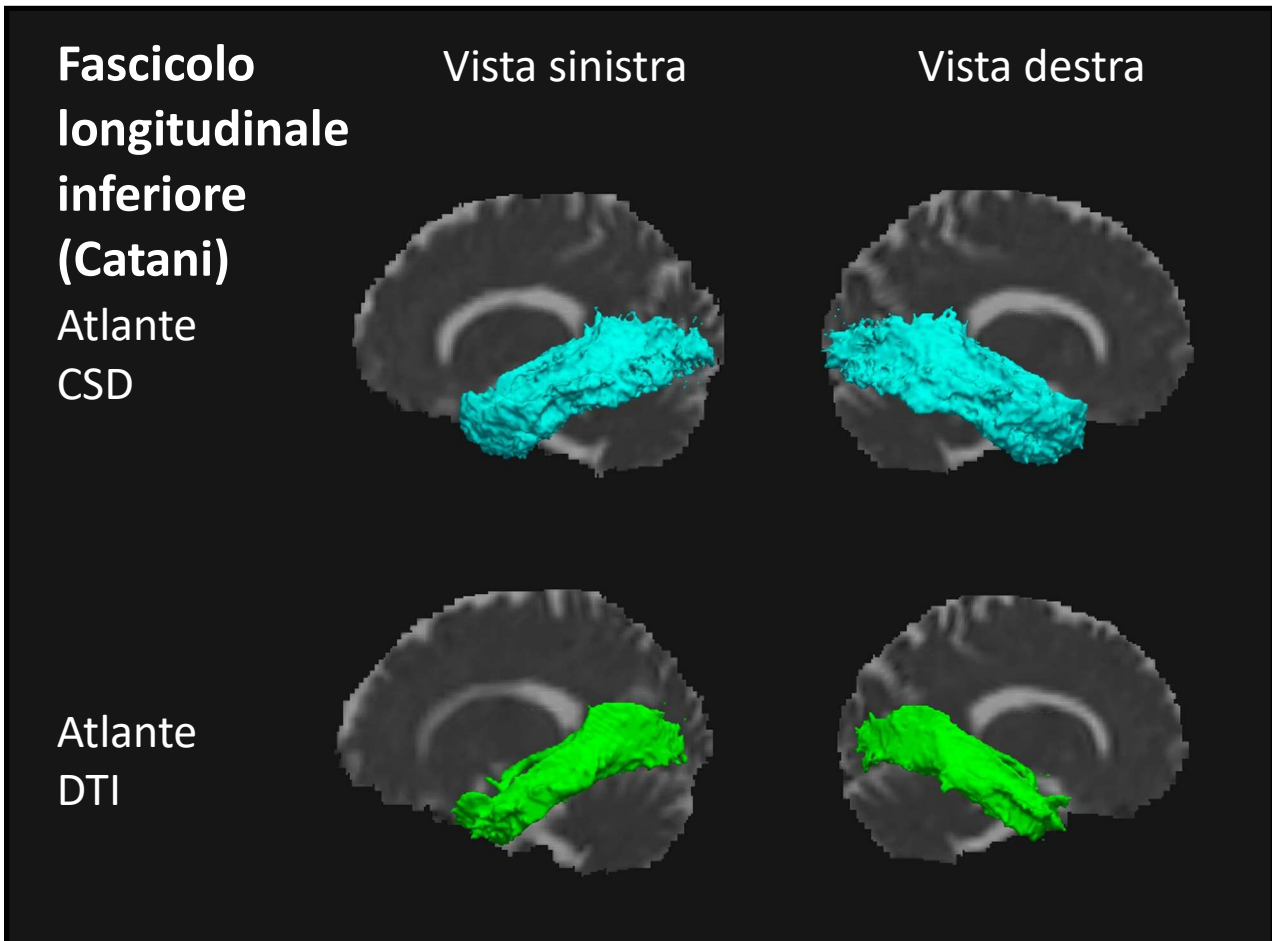 Fascicolo
longitudinale
inferiore
(Catani)
Vista sinistra
Vista destra
Atlante
CSD
Atlante
DTI